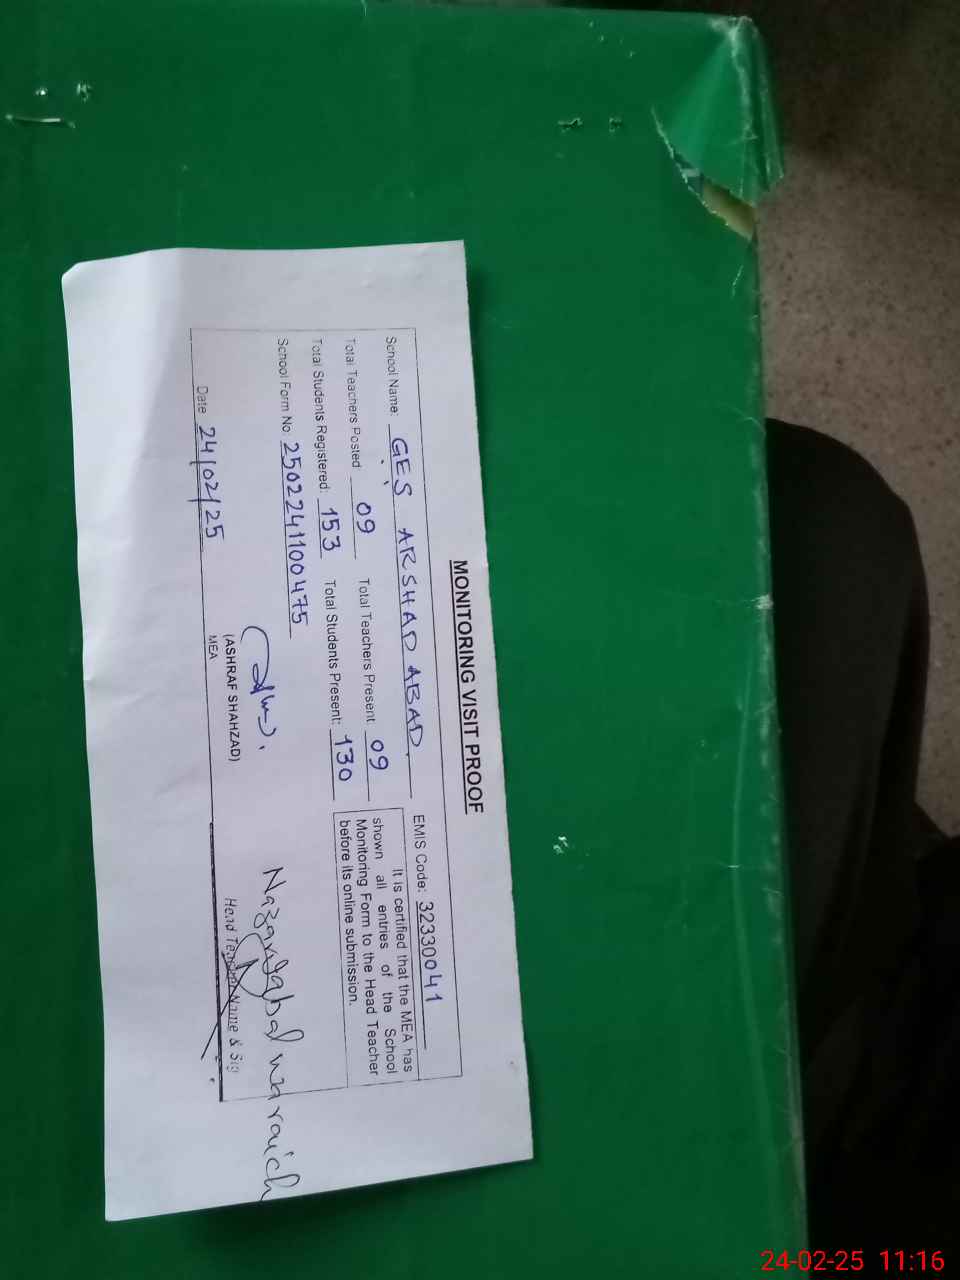 MONITORING VISIT PROOF
School Name: GES ARSHAD ABAD. EMIS Code: 32330041
Total Teachers Posted 09 Total Teachers Present 09
Total Students Registered: 153 Total Students Present: 130
School Form No: 2502241100475
It is certified that the MEA has
shown all entries of the School
Monitoring Form to the Head Teacher
before its online submission.
Date 24/02/25
(ASHRAF SHAHZAD)
MEA
waraich
Head Teacher Name & Sig
24-02-25 11:16